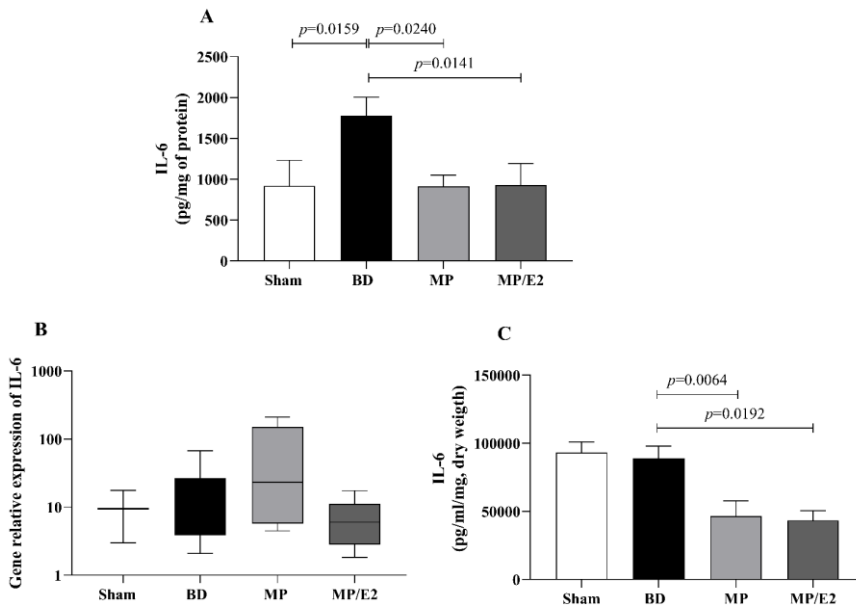 A
p=0.0159
p=0.0240
p=0.0141
IL-6
(pg/mg of protein)
2500
2000
1500
1000
500
0
Sham
BD
MP
MP/E2
B
Gene relative expression of IL-6
1000
100
10
1
Sham
BD
MP
MP/E2
C
p=0.0064
p=0.0192
IL-6
(pg/ml/mg, dry weigth)
150000
100000
50000
0
Sham
BD
MP
MP/E2